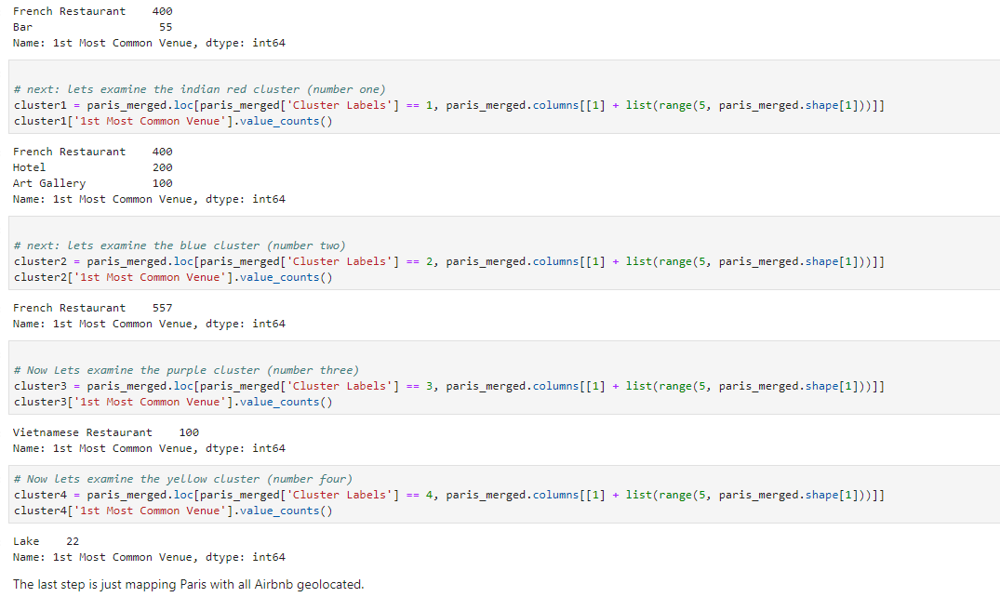 French Restaurant    400
Bar                   55
Name: 1st Most Common Venue, dtype: int64
# next: lets examine the indian red cluster (number one)
cluster1 = paris_merged.loc[paris_merged['Cluster Labels'] == 1, paris_merged.columns[[1] + list(range(5, paris_merged.shape[1]))]]
cluster1['1st Most Common Venue'].value_counts()
French Restaurant    400
Hotel                200
Art Gallery          100
Name: 1st Most Common Venue, dtype: int64
# next: lets examine the blue cluster (number two)
cluster2 = paris_merged.loc[paris_merged['Cluster Labels'] == 2, paris_merged.columns[[1] + list(range(5, paris_merged.shape[1]))]]
cluster2['1st Most Common Venue'].value_counts()
French Restaurant    557
Name: 1st Most Common Venue, dtype: int64
# Now Lets examine the purple cluster (number three)
cluster3 = paris_merged.loc[paris_merged['Cluster Labels'] == 3, paris_merged.columns[[1] + list(range(5, paris_merged.shape[1]))]]
cluster3['1st Most Common Venue'].value_counts()
Vietnamese Restaurant    100
Name: 1st Most Common Venue, dtype: int64
# Now Lets examine the yellow cluster (number four)
cluster4 = paris_merged.loc[paris_merged['Cluster Labels'] == 4, paris_merged.columns[[1] + list(range(5, paris_merged.shape[1]))]]
cluster4['1st Most Common Venue'].value_counts()
Lake    22
Name: 1st Most Common Venue, dtype: int64
The last step is just mapping Paris with all Airbnb geolocated.